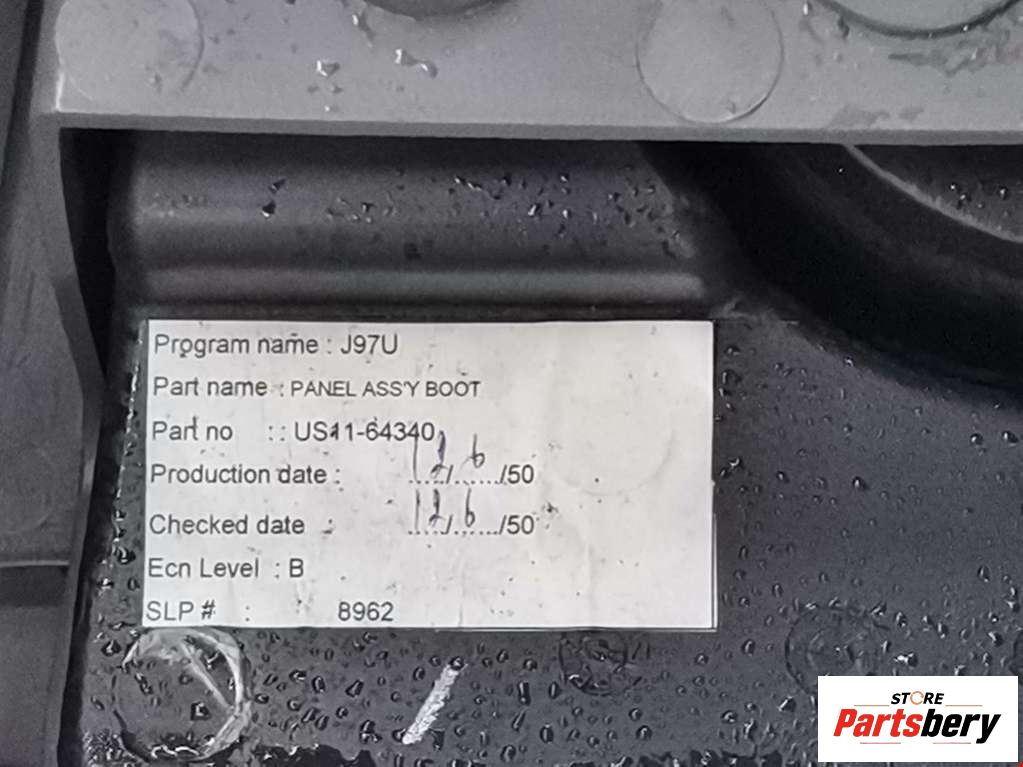 Program name : J97U
Part name : PANEL ASS'Y BOOT
Part no : : US11-64340
Production date : 12/6/50
Checked date : 12/6/50
Ecn Level : B
SLP # : 8962
STORE
Partsbery